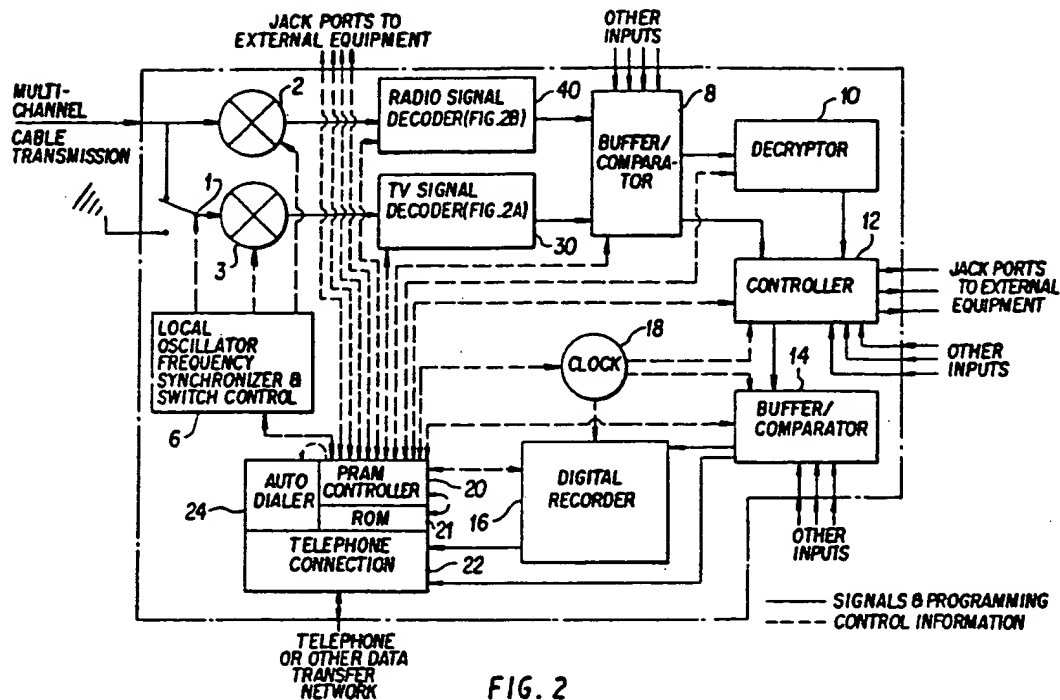 JACK PORTS TO
EXTERNAL EQUIPMENT
OTHER
INPUTS
MULTI-
CHANNEL
CABLE
TRANSMISSION
2
RADIO SIGNAL
DECODER (FIG. 2B)
40
8
BUFFER/
COMPARA-
TOR
10
DECRYPTOR
1
3
TV SIGNAL
DECODER (FIG. 2A)
30
12
CONTROLLER
JACK PORTS
TO EXTERNAL
EQUIPMENT
OTHER
INPUTS
LOCAL
OSCILLATOR
FREQUENCY
SYNCHRONIZER &
SWITCH CONTROL
6
18
CLOCK
14
BUFFER/
COMPARATOR
AUTO
DIALER
24
PRAM
CONTROLLER
20
ROM
21
TELEPHONE
CONNECTION
22
16
DIGITAL
RECORDER
OTHER
INPUTS
SIGNALS & PROGRAMMING
CONTROL INFORMATION
TELEPHONE
OR OTHER DATA
TRANSFER
NETWORK
FIG. 2